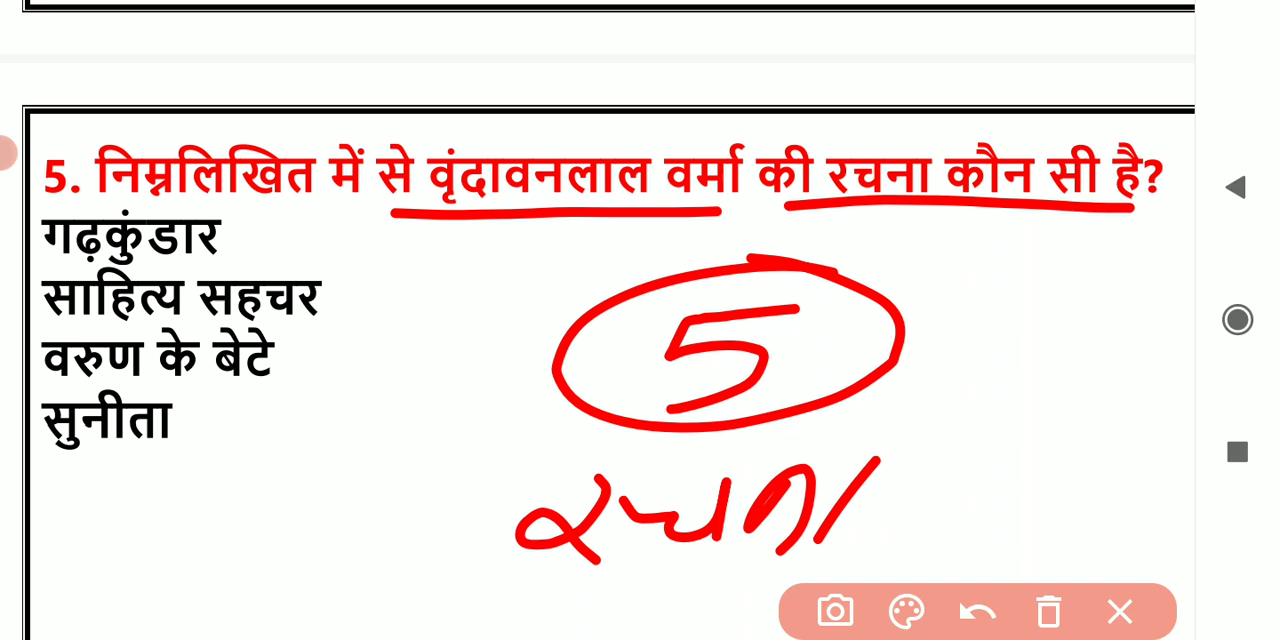 5. निम्नलिखित में से वृंदावनलाल वर्मा की रचना कौन सी है?
गढ़कुंडार
साहित्य सहचर
वरुण के बेटे
सुनीता
5
रचना